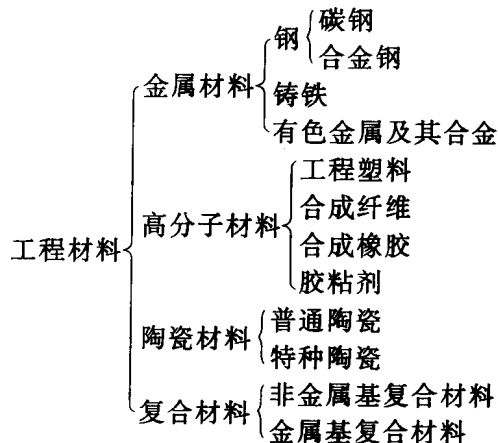 碳钢
钢
合金钢
金属材料
铸铁
有色金属及其合金
工程塑料
合成纤维
高分子材料
工程材料
合成橡胶
胶粘剂
普通陶瓷
陶瓷材料
特种陶瓷
非金属基复合材料
复合材料
金属基复合材料